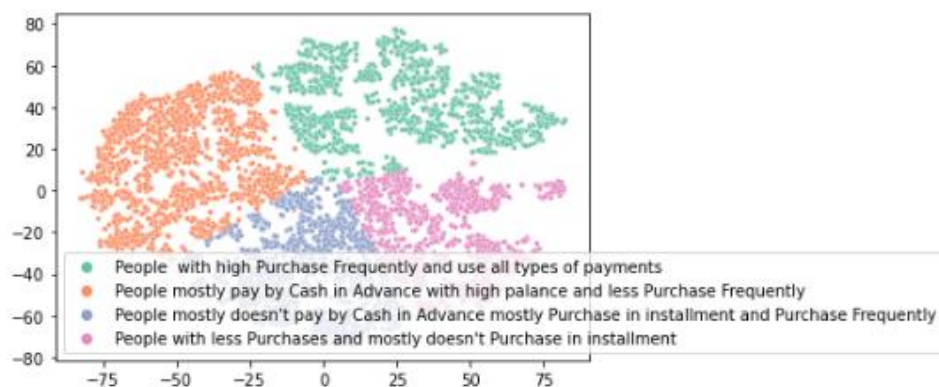 80
60
40
20
0
−20
−40
−60
−80
People with high Purchase Frequently and use all types of payments
People mostly pay by Cash in Advance with high palance and less Purchase Frequently
People mostly doesn't pay by Cash in Advance mostly Purchase in installment and Purchase Frequently
People with less Purchases and mostly doesn't Purchase in installment
−75 −50 −25 0 25 50 75